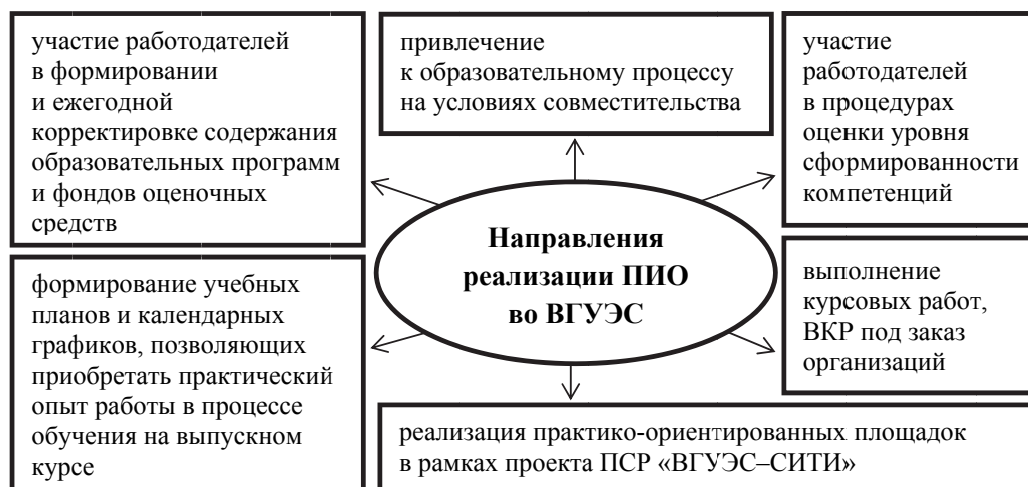 участие работодателей
в формировании
и ежегодной
корректировке содержания
образовательных программ
и фондов оценочных
средств
привлечение
к образовательному процессу
на условиях совместительства
участие
работодателей
в процедурах
оценки уровня
сформированности
компетенций
Направления
реализации ПИО
во ВГУЭС
формирование учебных
планов и календарных
графиков, позволяющих
приобретать практический
опыт работы в процессе
обучения на выпускном
курсе
выполнение
курсовых работ,
ВКР под заказ
организаций
реализация практико-ориентированных площадок
в рамках проекта ПСР «ВГУЭС–СИТИ»